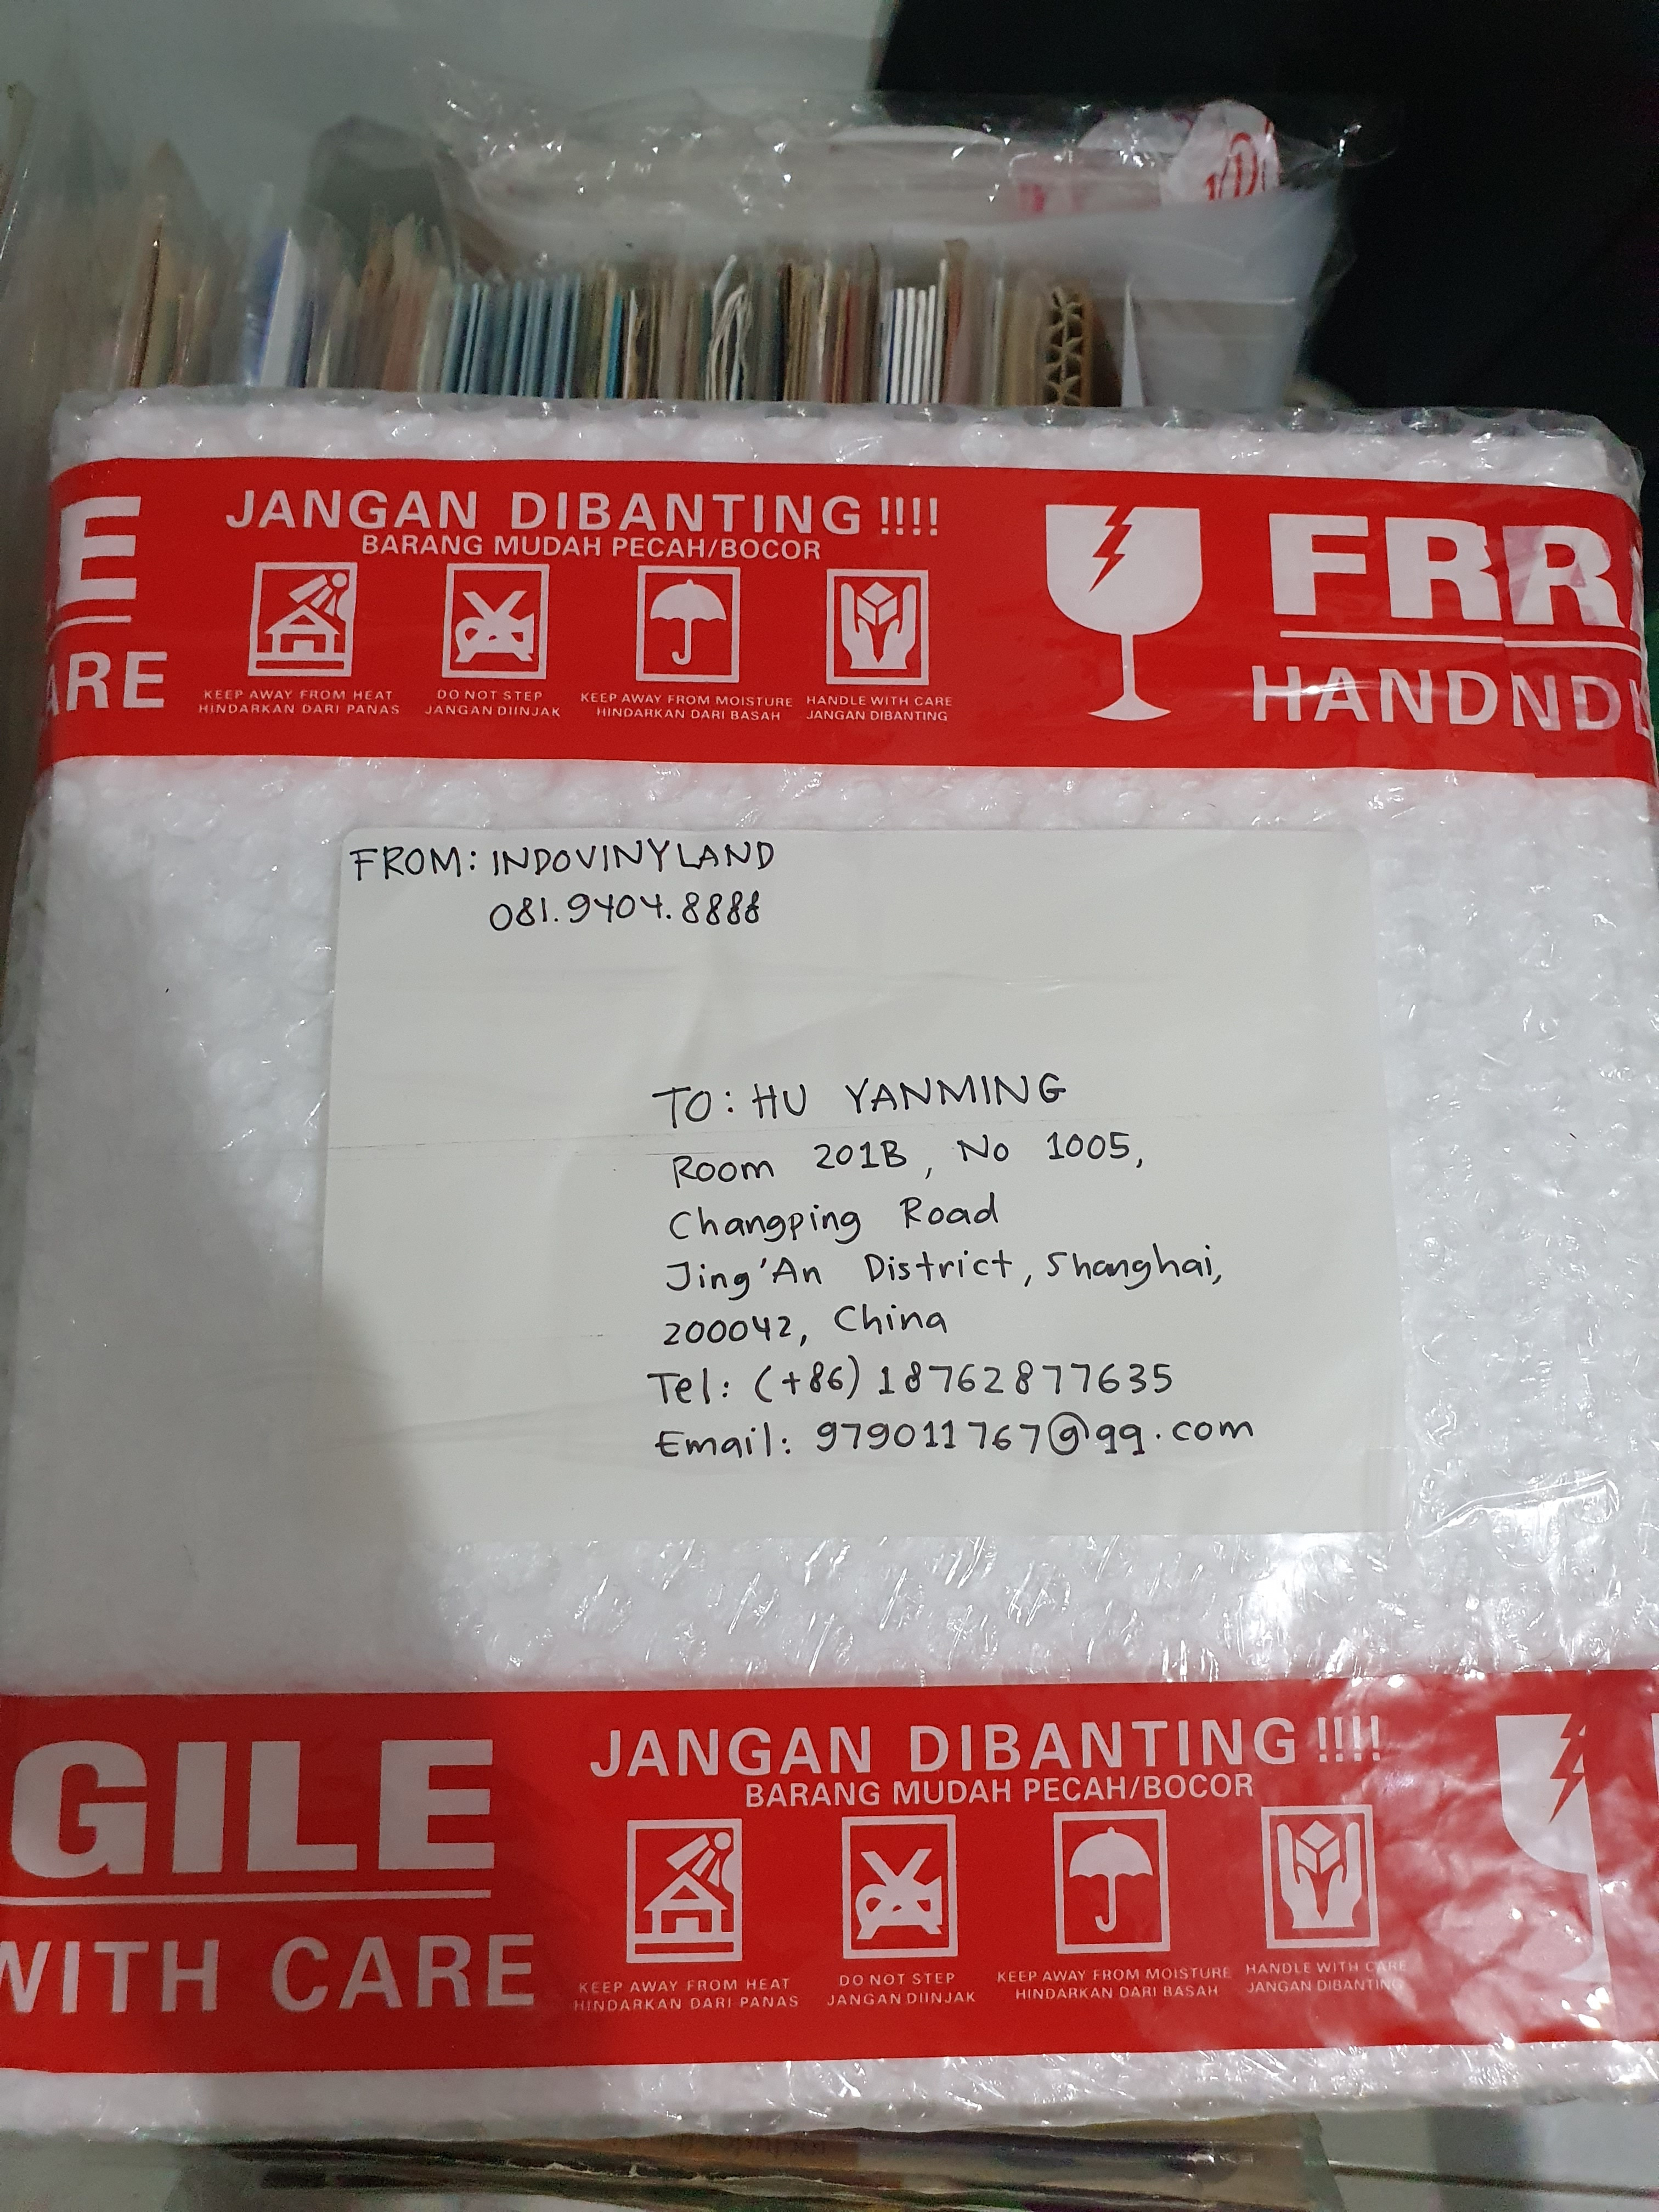 E
ARE
JANGAN DIBANTING !!!!
BARANG MUDAH PECAH/BOCOR
KEEP AWAY FROM HEAT
HINDARKAN DARI PANAS
DO NOT STEP
JANGAN DIINJAK
KEEP AWAY FROM MOISTURE
HINDARKAN DARI BASAH
HANDLE WITH CARE
JANGAN DIBANTING
FRR
HANDNDL
FROM: INDOVINYLAND
081.9404.8888
TO: HU YANMING
Room 201B, No 1005,
Changping Road
Jing'An District, Shanghai,
200042, China
Tel: (+86) 18762877635
Email: 979011767@qq.com
GILE
WITH CARE
JANGAN DIBANTING !!!!
BARANG MUDAH PECAH/BOCOR
KEEP AWAY FROM HEAT
HINDARKAN DARI PANAS
DO NOT STEP
JANGAN DIINJAK
KEEP AWAY FROM MOISTURE
HINDARKAN DARI BASAH
HANDLE WITH CARE
JANGAN DIBANTING